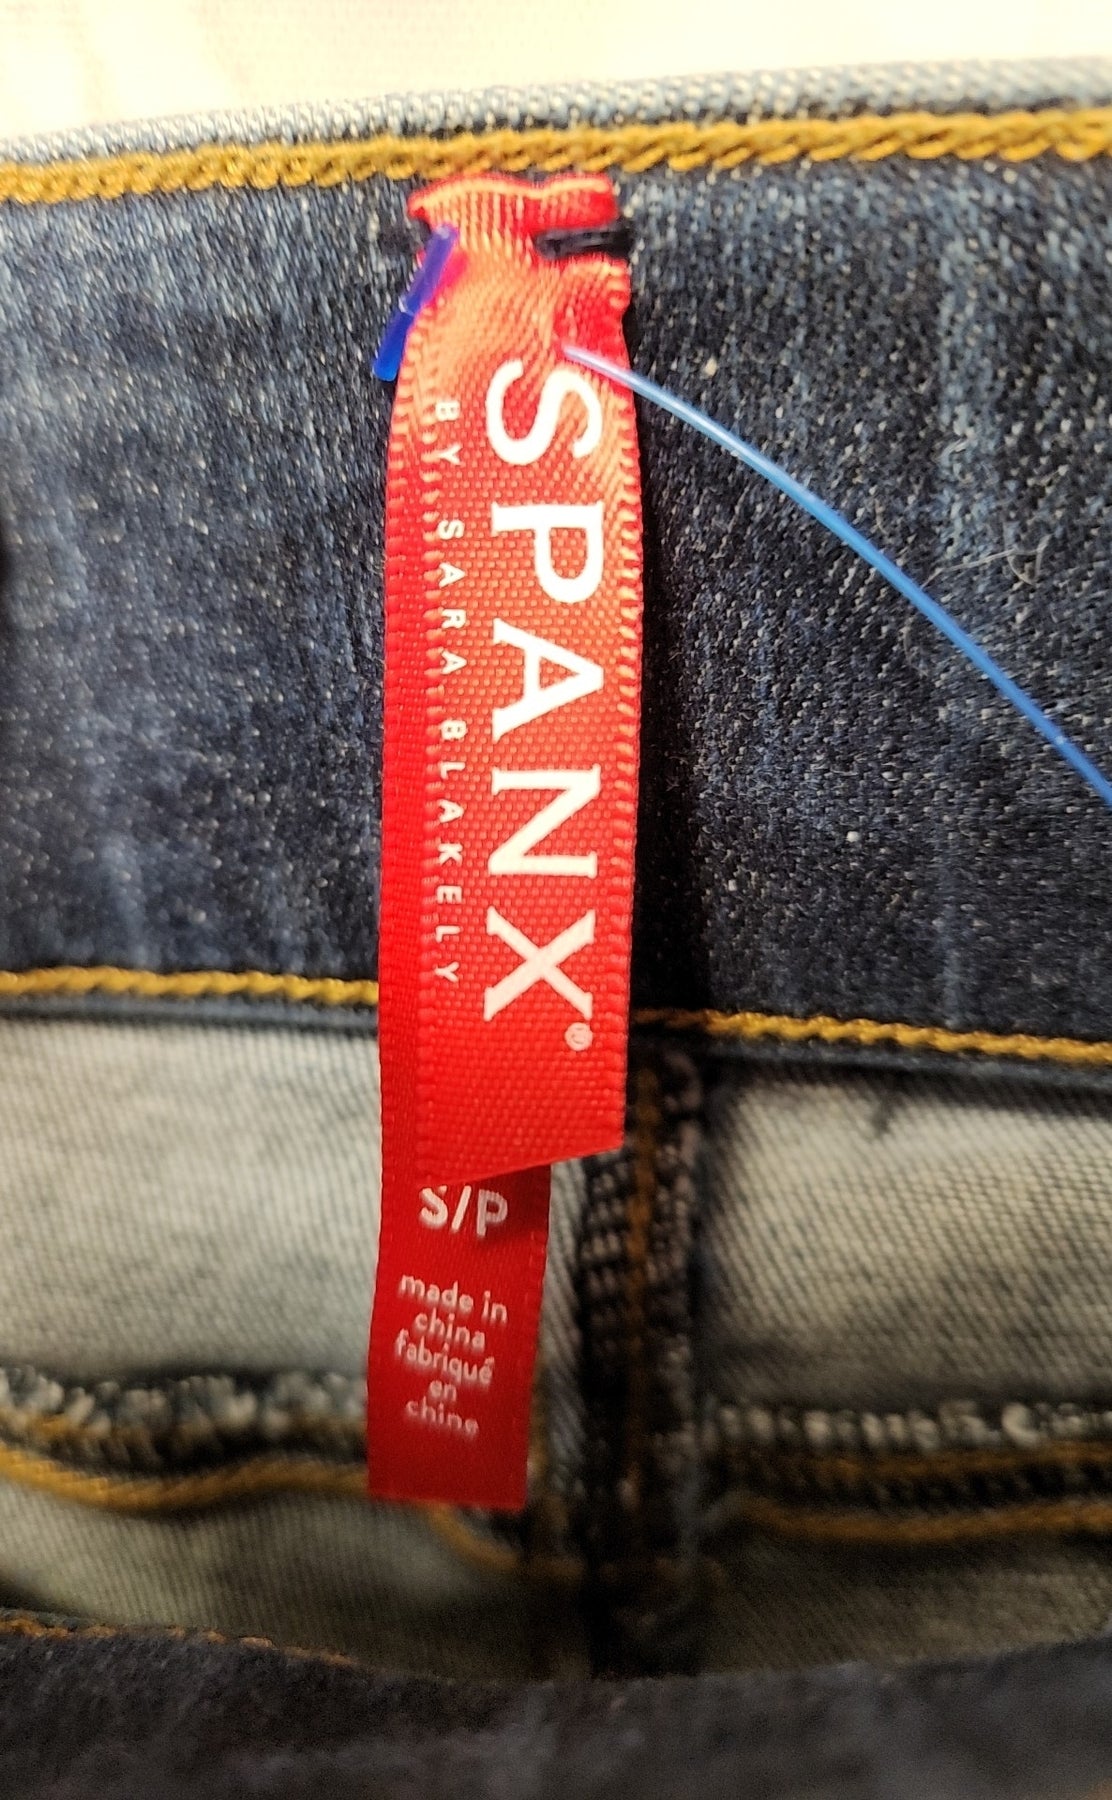 SPANX®
BY SARA BLAKELY
S/P
made in
china
fabriqué
en
chine